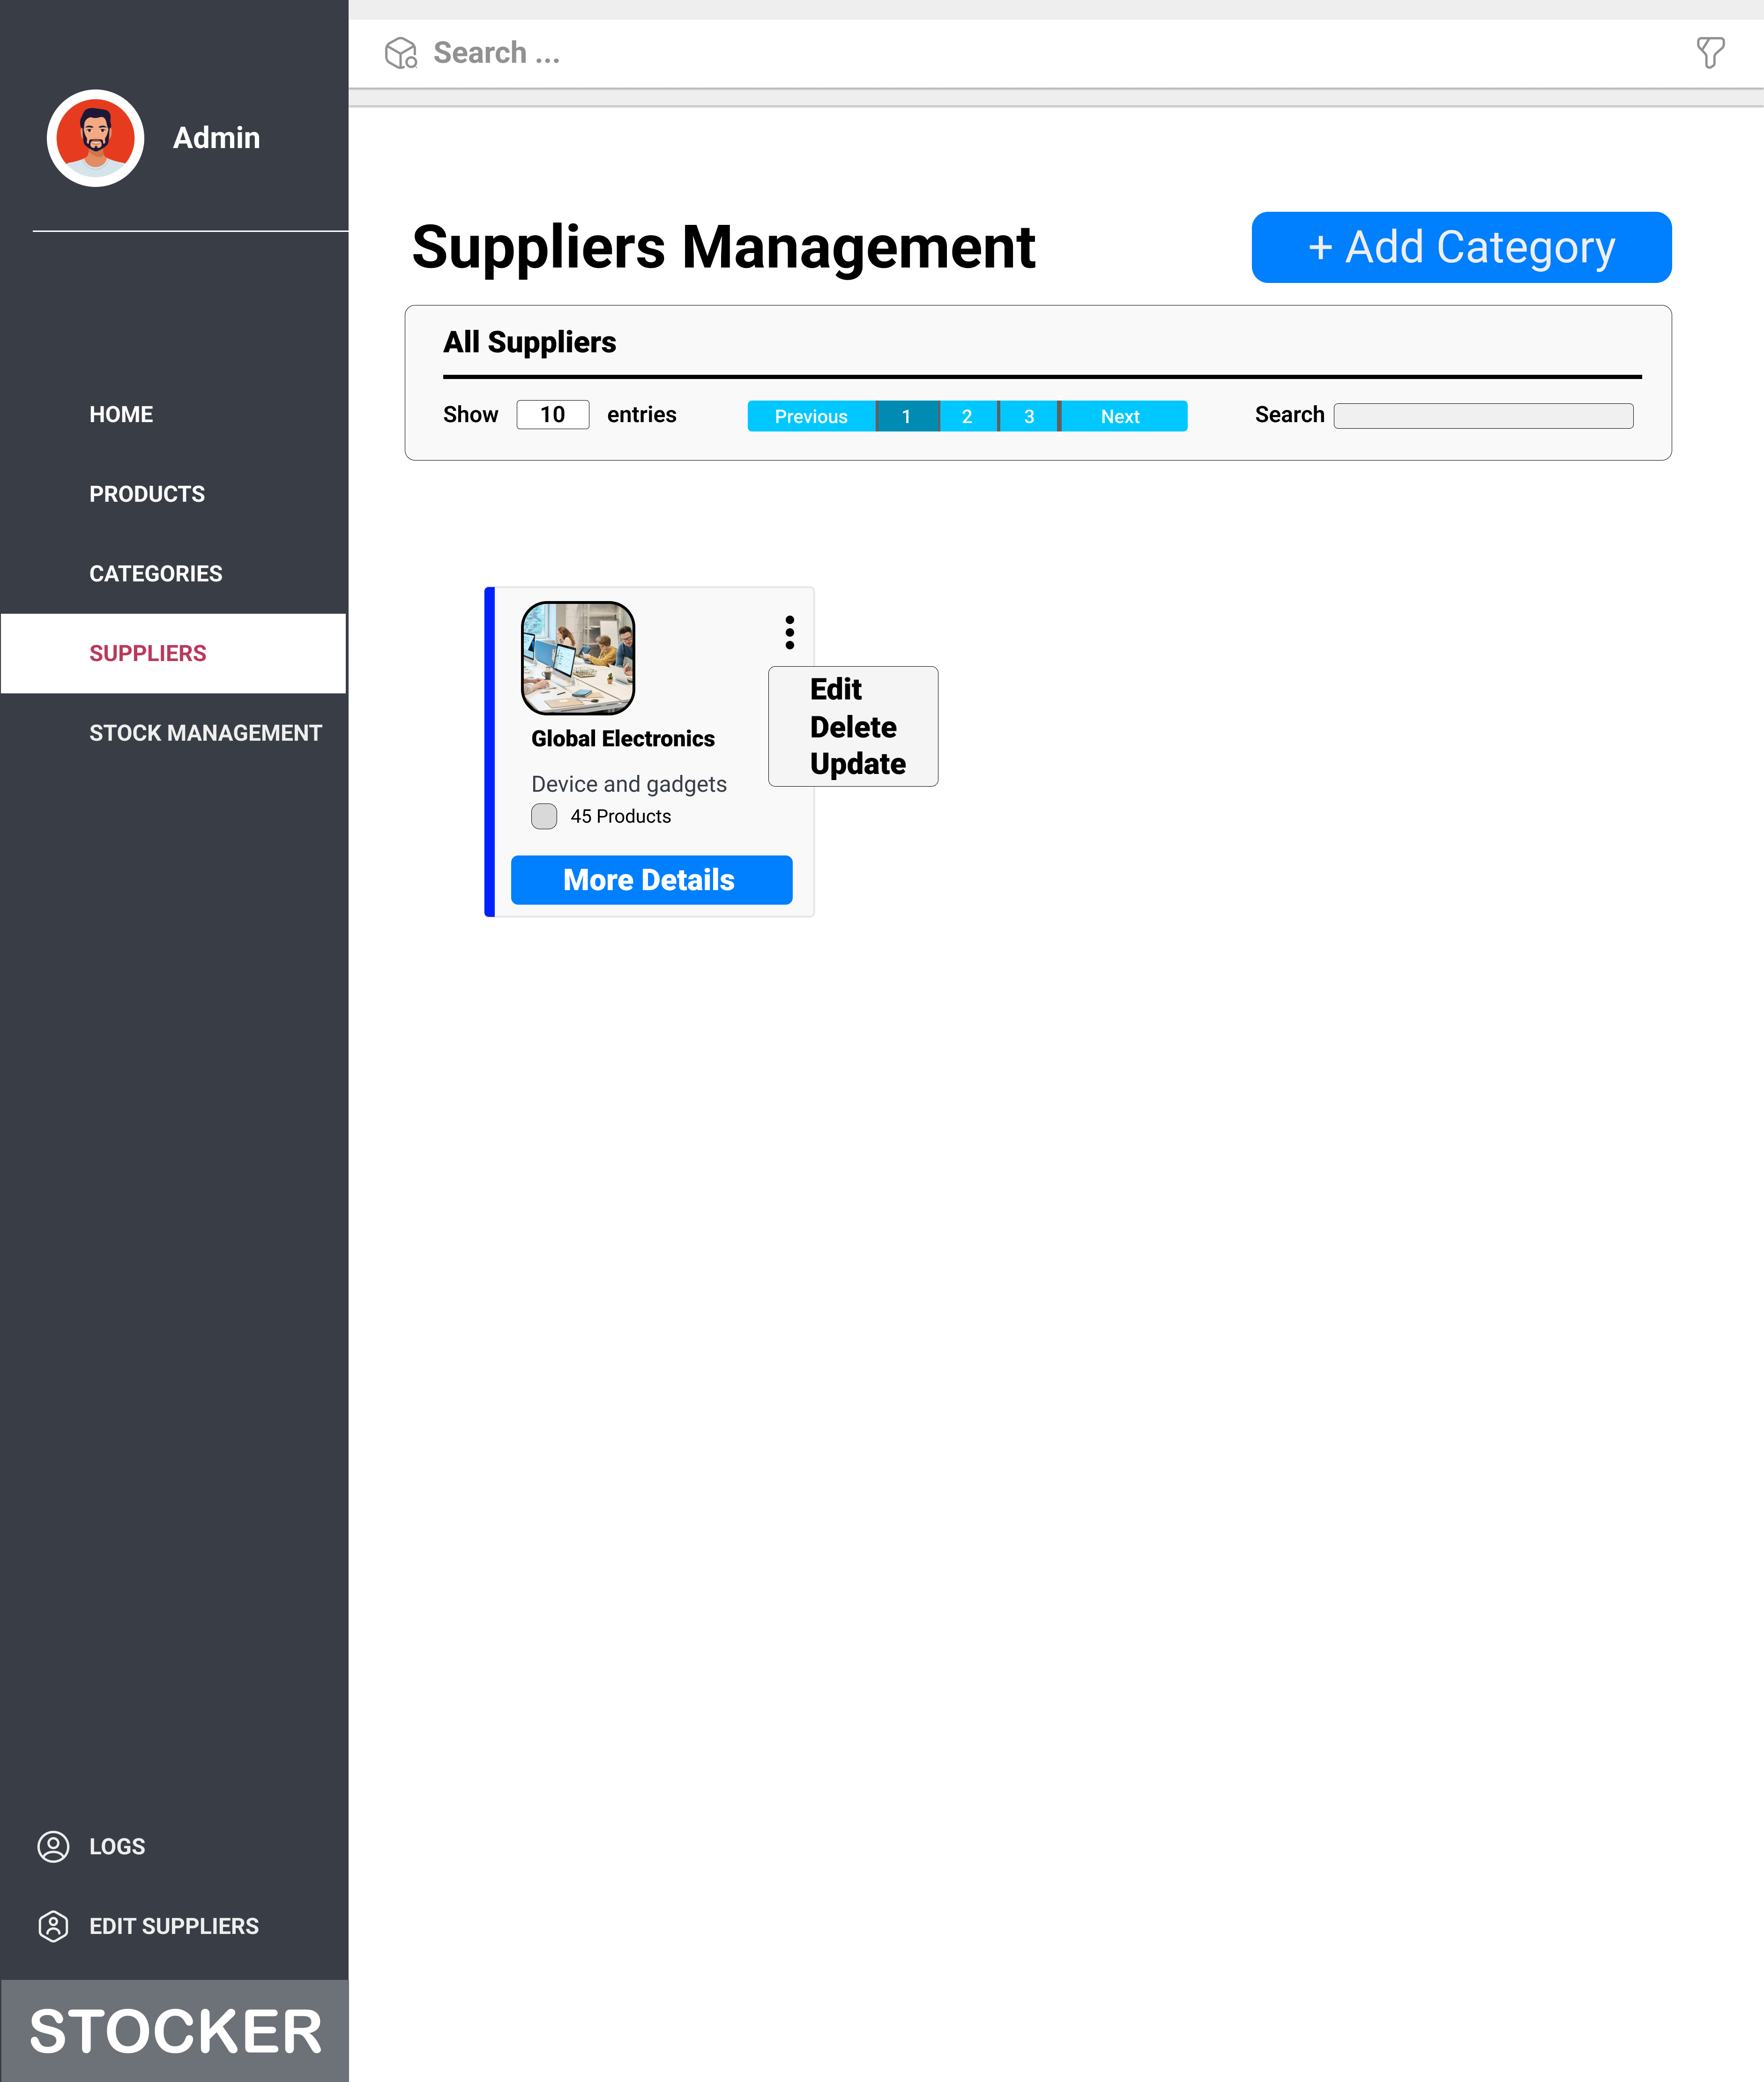 Search ...
Admin
Suppliers Management
+ Add Category
All Suppliers
Show 10 entries
Previous 1 2 3 Next
Search
HOME
PRODUCTS
CATEGORIES
SUPPLIERS
STOCK MANAGEMENT
Edit
Delete
Update
Global Electronics
Device and gadgets
45 Products
More Details
LOGS
EDIT SUPPLIERS
STOCKER